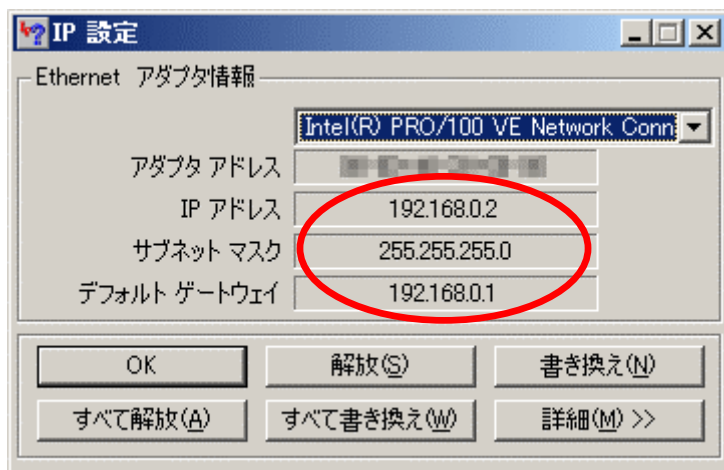 IP 設定
Ethernet アダプタ情報
Intel(R) PRO/100 VE Network Conn
アダプタ アドレス
IP アドレス 192.168.0.2
サブネット マスク 255.255.255.0
デフォルト ゲートウェイ 192.168.0.1
OK 解放(S) 書き換え(N)
すべて解放(A) すべて書き換え(W) 詳細(M) >>